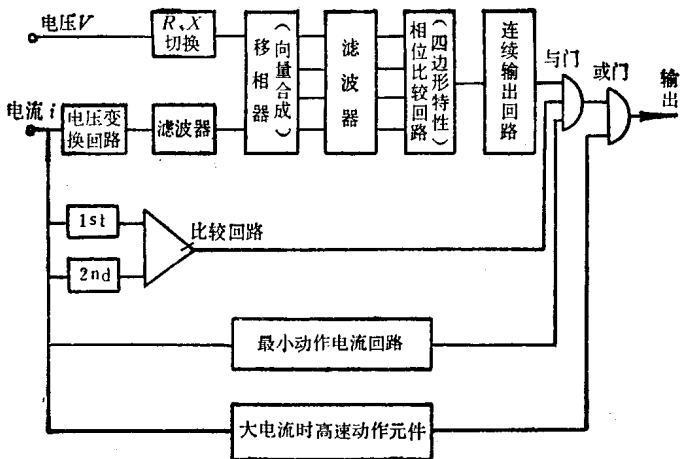 电压V
R、X
切换
移相器
（向量合成）
滤波器
相位比较回路
（四边形特性）
连续输出回路
与门
或门
输出
电流 i
电压变
换回路
滤波器
1st
2nd
比较回路
最小动作电流回路
大电流时高速动作元件